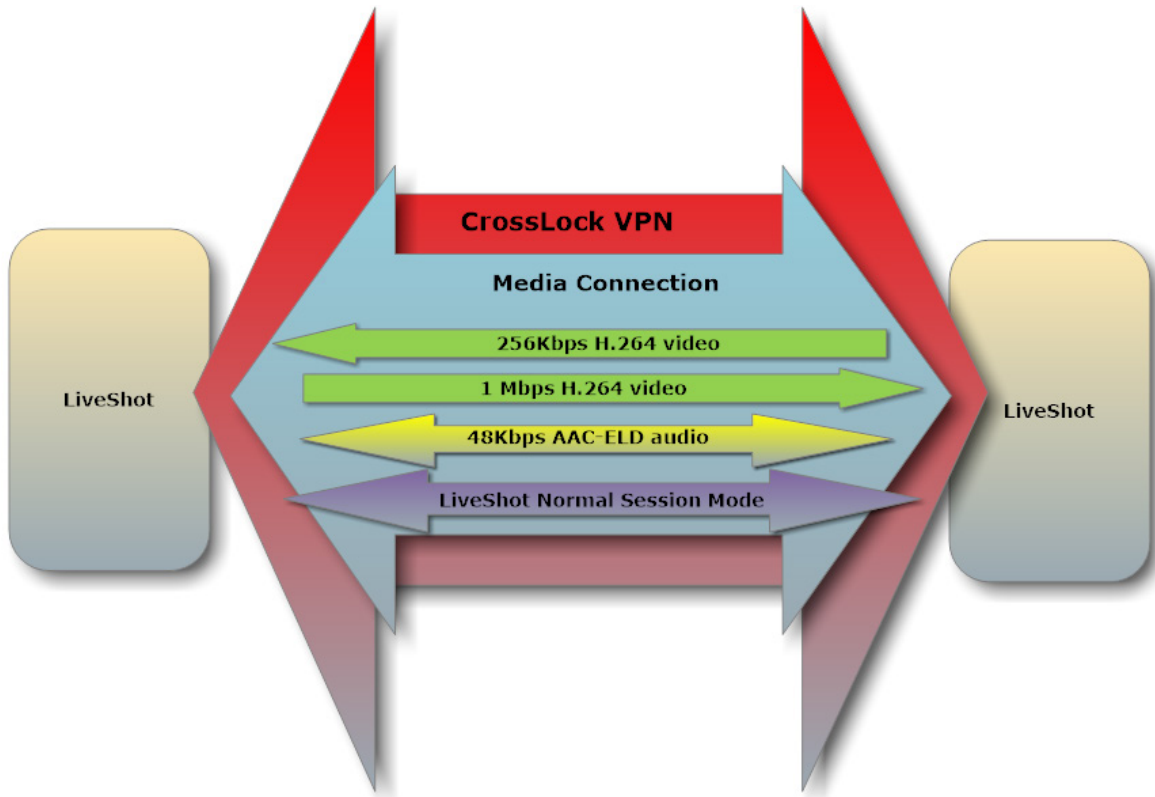 CrossLock VPN
Media Connection
256Kbps H.264 video
1 Mbps H.264 video
48Kbps AAC-ELD audio
LiveShot Normal Session Mode
LiveShot
LiveShot